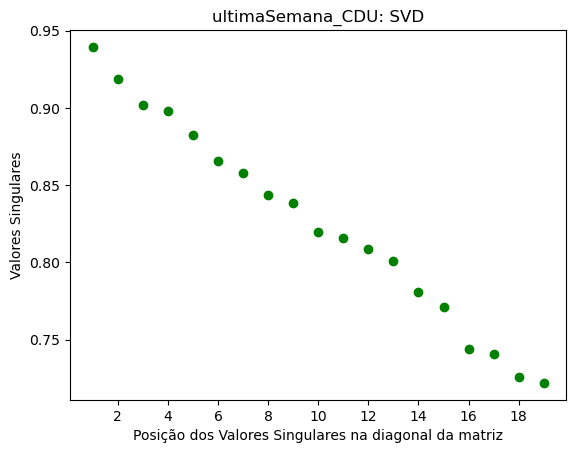 ultimaSemana_CDU: SVD
0.95
0.90
0.85
0.80
0.75
Valores Singulares
2 4 6 8 10 12 14 16 18
Posição dos Valores Singulares na diagonal da matriz